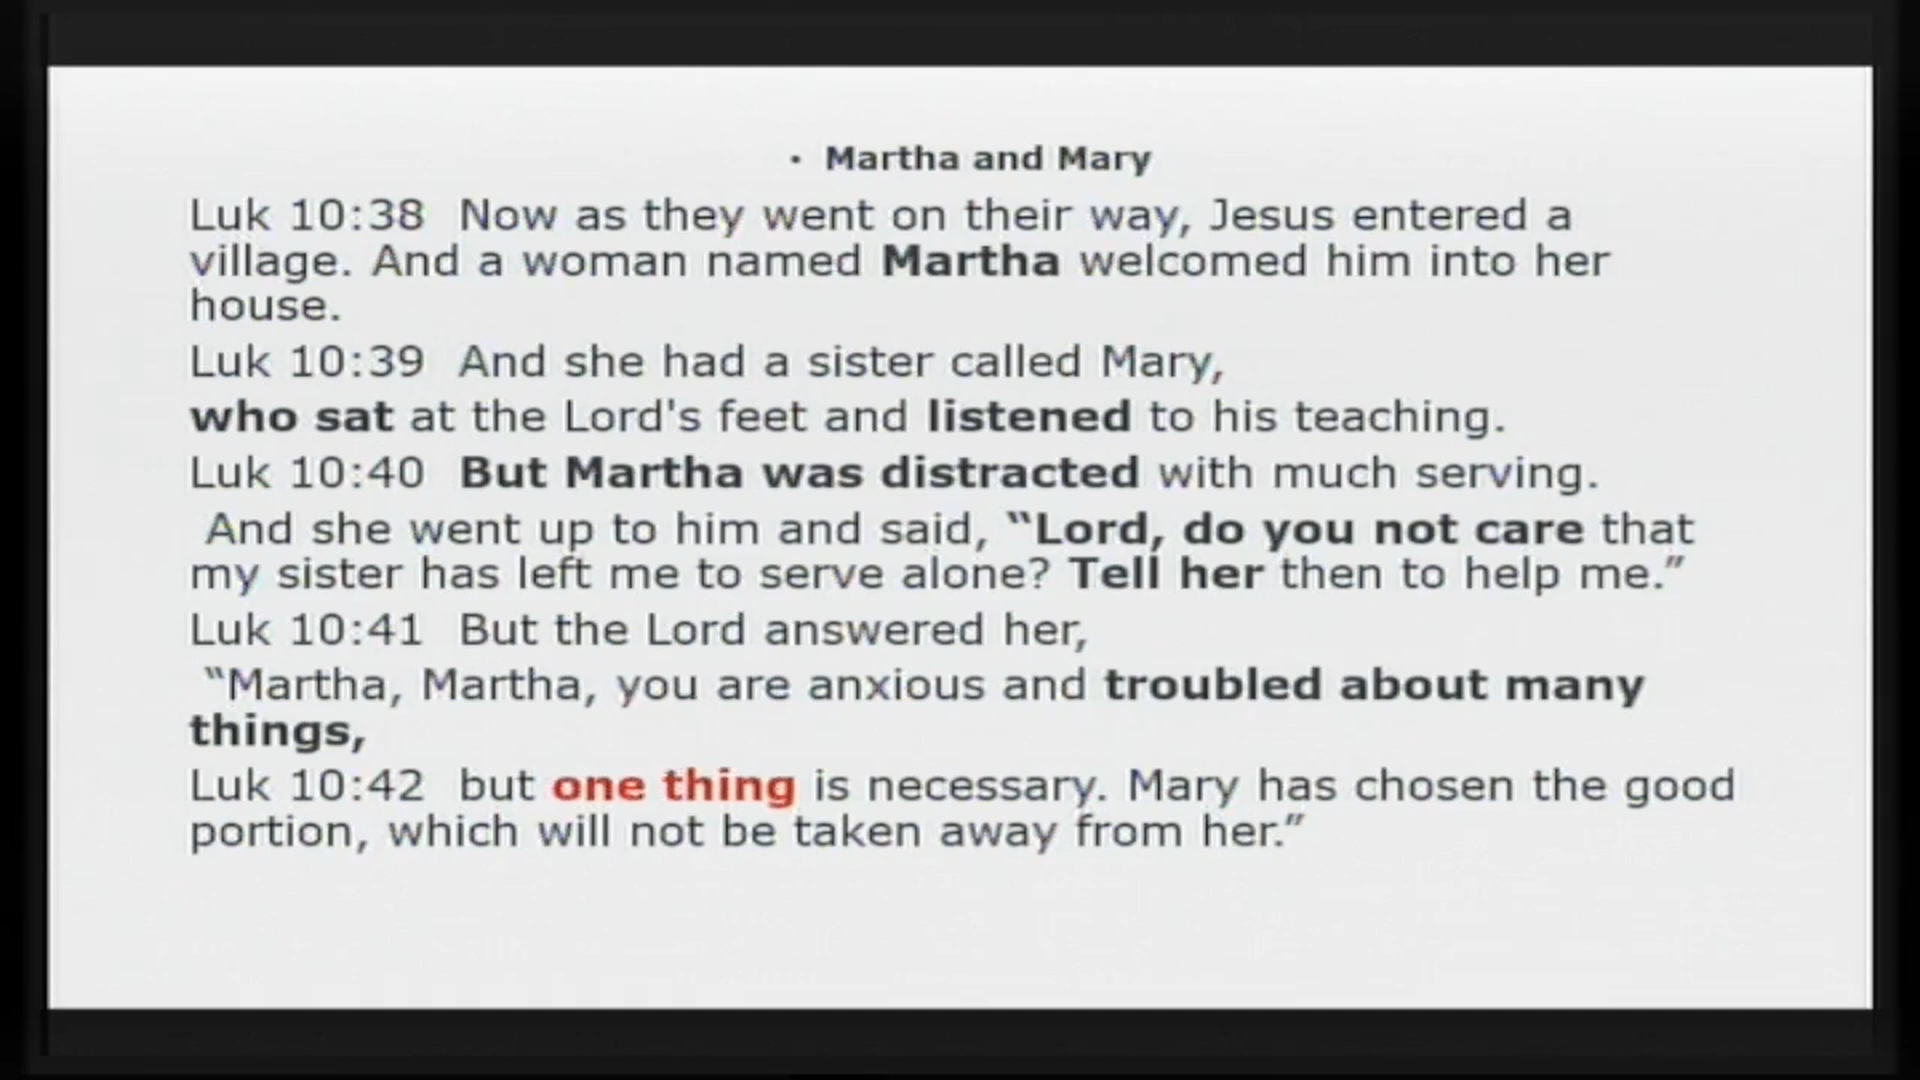 • Martha and Mary
Luk 10:38  Now as they went on their way, Jesus entered a
village. And a woman named Martha welcomed him into her
house.
Luk 10:39  And she had a sister called Mary,
who sat at the Lord's feet and listened to his teaching.
Luk 10:40  But Martha was distracted with much serving.
And she went up to him and said, “Lord, do you not care that
my sister has left me to serve alone? Tell her then to help me.”
Luk 10:41  But the Lord answered her,
“Martha, Martha, you are anxious and troubled about many
things,
Luk 10:42  but one thing is necessary. Mary has chosen the good
portion, which will not be taken away from her.”